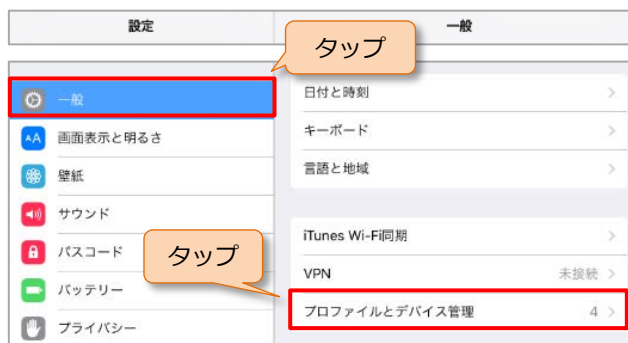 設定
一般
タップ
一般
画面表示と明るさ
壁紙
サウンド
パスコード
バッテリー
プライバシー
日付と時刻
キーボード
言語と地域
iTunes Wi-Fi同期
VPN 未接続
タップ
プロファイルとデバイス管理 4